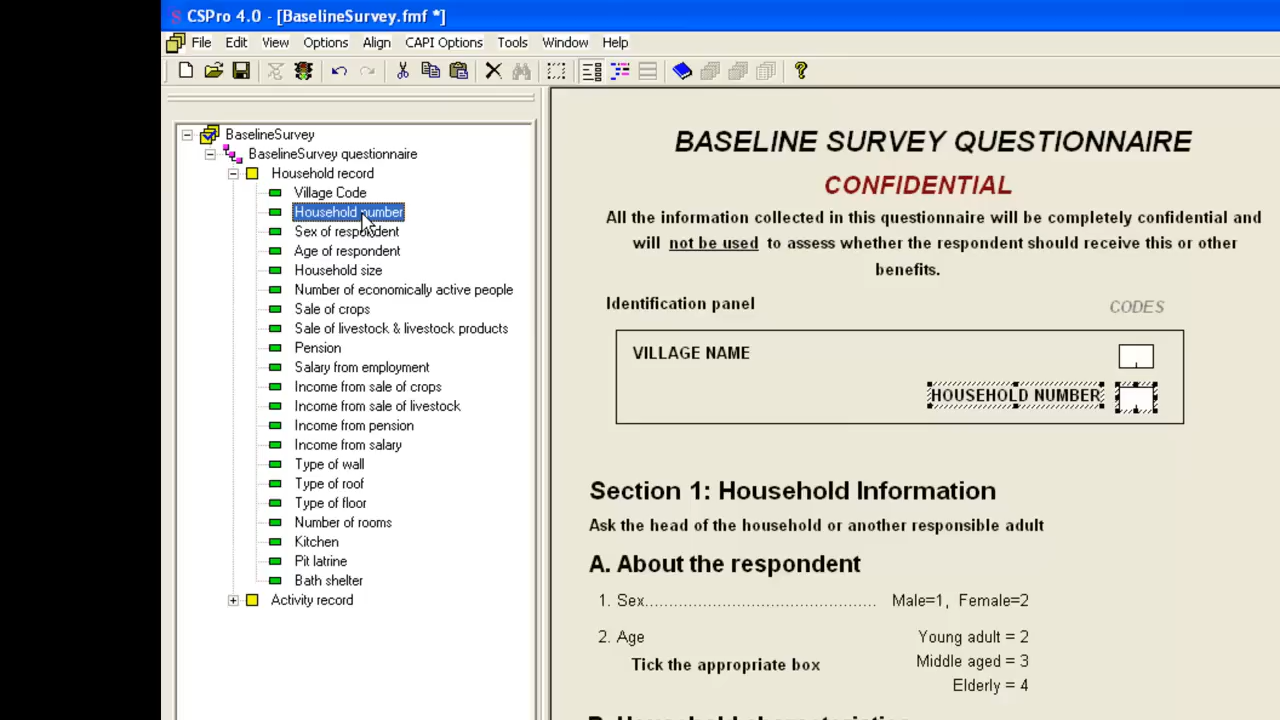 CSPro 4.0 - [BaselineSurvey.fmf *]
File Edit View Options Align CAPI Options Tools Window Help
BaselineSurvey
BaselineSurvey questionnaire
Household record
Village Code
Household number
Sex of respondent
Age of respondent
Household size
Number of economically active people
Sale of crops
Sale of livestock & livestock products
Pension
Salary from employment
Income from sale of crops
Income from sale of livestock
Income from pension
Income from salary
Type of wall
Type of roof
Type of floor
Number of rooms
Kitchen
Pit latrine
Bath shelter
Activity record
BASELINE SURVEY QUESTIONNAIRE
CONFIDENTIAL
All the information collected in this questionnaire will be completely confidential and
will not be used to assess whether the respondent should receive this or other
benefits.
Identification panel CODES
VILLAGE NAME
HOUSEHOLD NUMBER
Section 1: Household Information
Ask the head of the household or another responsible adult
A. About the respondent
1. Sex............................................ Male=1, Female=2
2. Age Young adult = 2
Tick the appropriate box Middle aged = 3
Elderly = 4